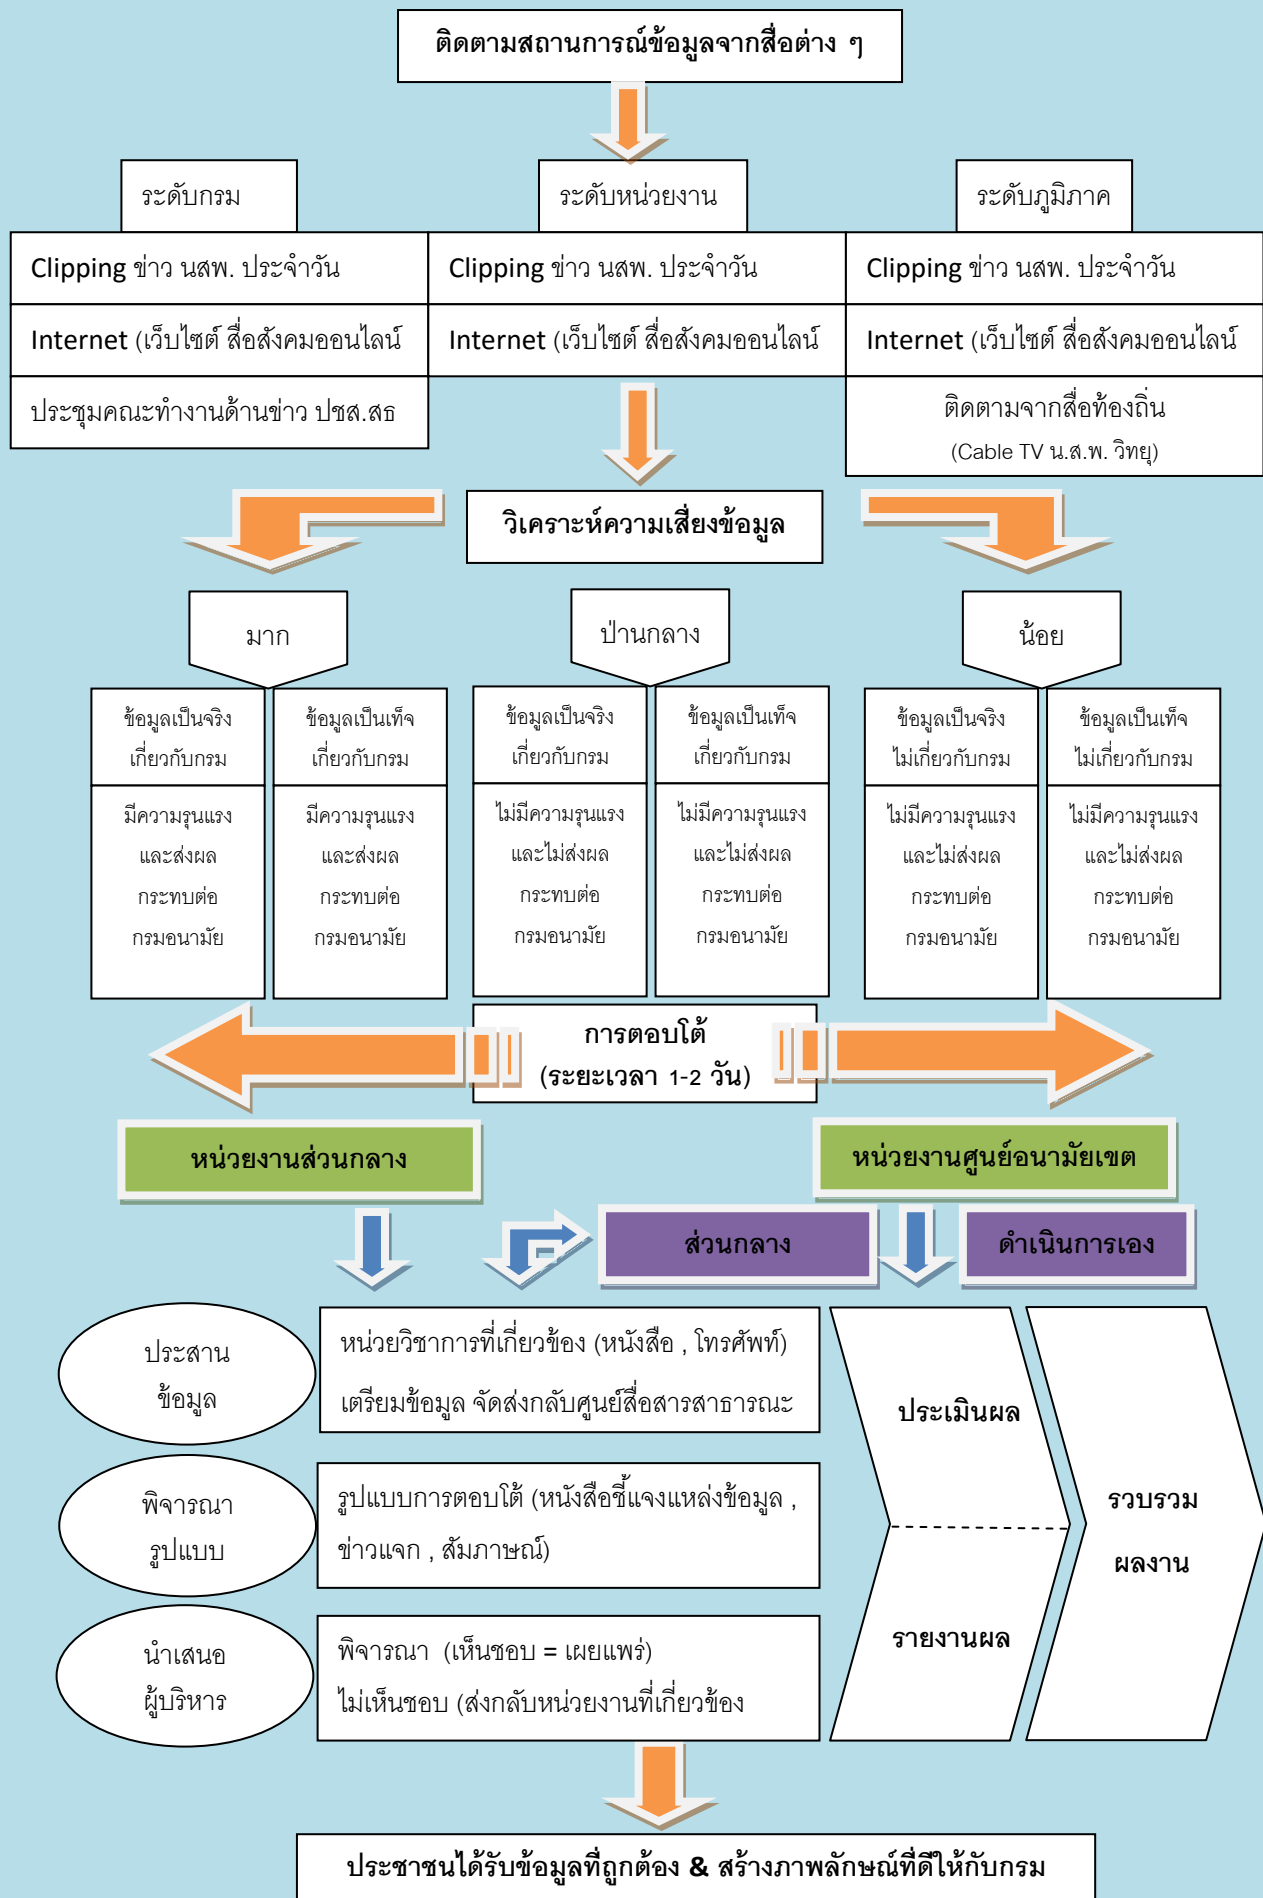 ติดตามสถานการณ์ข้อมูลจากสื่อต่าง ๆ
ระดับกรม
Clipping ข่าว นสพ. ประจำวัน
Internet (เว็บไซต์ สื่อสังคมออนไลน์
ประชุมคณะทำงานด้านข่าว ปชส.สธ
ระดับหน่วยงาน
Clipping ข่าว นสพ. ประจำวัน
Internet (เว็บไซต์ สื่อสังคมออนไลน์
ระดับภูมิภาค
Clipping ข่าว นสพ. ประจำวัน
Internet (เว็บไซต์ สื่อสังคมออนไลน์
ติดตามจากสื่อท้องถิ่น
(Cable TV น.ส.พ. วิทยุ)
วิเคราะห์ความเสี่ยงข้อมูล
มาก
ข้อมูลเป็นจริง
เกี่ยวกับกรม
มีความรุนแรง
และส่งผล
กระทบต่อ
กรมอนามัย
ข้อมูลเป็นเท็จ
เกี่ยวกับกรม
มีความรุนแรง
และส่งผล
กระทบต่อ
กรมอนามัย
ป่านกลาง
ข้อมูลเป็นจริง
เกี่ยวกับกรม
ไม่มีความรุนแรง
และไม่ส่งผล
กระทบต่อ
กรมอนามัย
ข้อมูลเป็นเท็จ
เกี่ยวกับกรม
ไม่มีความรุนแรง
และไม่ส่งผล
กระทบต่อ
กรมอนามัย
น้อย
ข้อมูลเป็นจริง
ไม่เกี่ยวกับกรม
ไม่มีความรุนแรง
และไม่ส่งผล
กระทบต่อ
กรมอนามัย
ข้อมูลเป็นเท็จ
ไม่เกี่ยวกับกรม
ไม่มีความรุนแรง
และไม่ส่งผล
กระทบต่อ
กรมอนามัย
การตอบโต้
(ระยะเวลา 1-2 วัน)
หน่วยงานส่วนกลาง
หน่วยงานศูนย์อนามัยเขต
ส่วนกลาง
ดำเนินการเอง
ประสาน
ข้อมูล
หน่วยวิชาการที่เกี่ยวข้อง (หนังสือ , โทรศัพท์)
เตรียมข้อมูล จัดส่งกลับศูนย์สื่อสารสาธารณะ
พิจารณา
รูปแบบ
รูปแบบการตอบโต้ (หนังสือชี้แจงแหล่งข้อมูล ,
ข่าวแจก , สัมภาษณ์)
นำเสนอ
ผู้บริหาร
พิจารณา (เห็นชอบ = เผยแพร่)
ไม่เห็นชอบ (ส่งกลับหน่วยงานที่เกี่ยวข้อง
ประเมินผล
รายงานผล
รวบรวม
ผลงาน
ประชาชนได้รับข้อมูลที่ถูกต้อง & สร้างภาพลักษณ์ที่ดีให้กับกรม